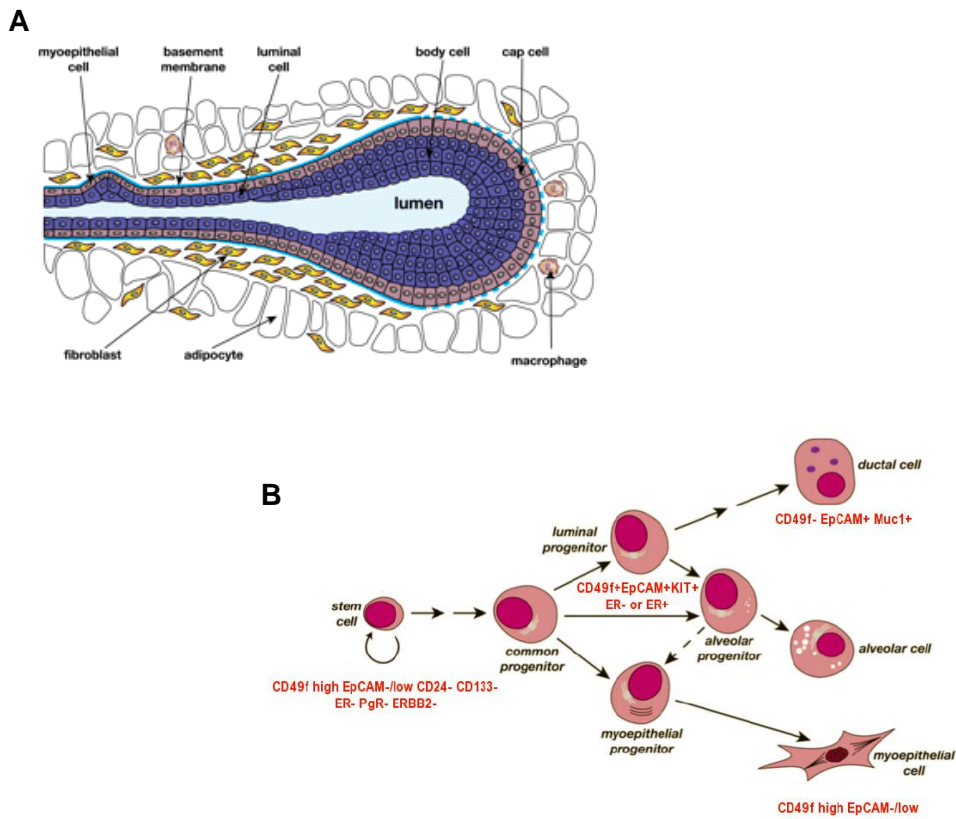 A
myoepithelial
cell
basement
membrane
luminal
cell
body cell
cap cell
lumen
fibroblast
adipocyte
macrophage
B
ductal cell
CD49f- EpCAM+ Muc1+
luminal
progenitor
CD49f+EpCAM+KIT+
ER- or ER+
stem
cell
common
progenitor
alveolar
progenitor
alveolar cell
CD49f high EpCAM-/low CD24- CD133-
ER- PgR- ERBB2-
myoepithelial
progenitor
myoepithelial
cell
CD49f high EpCAM-/low